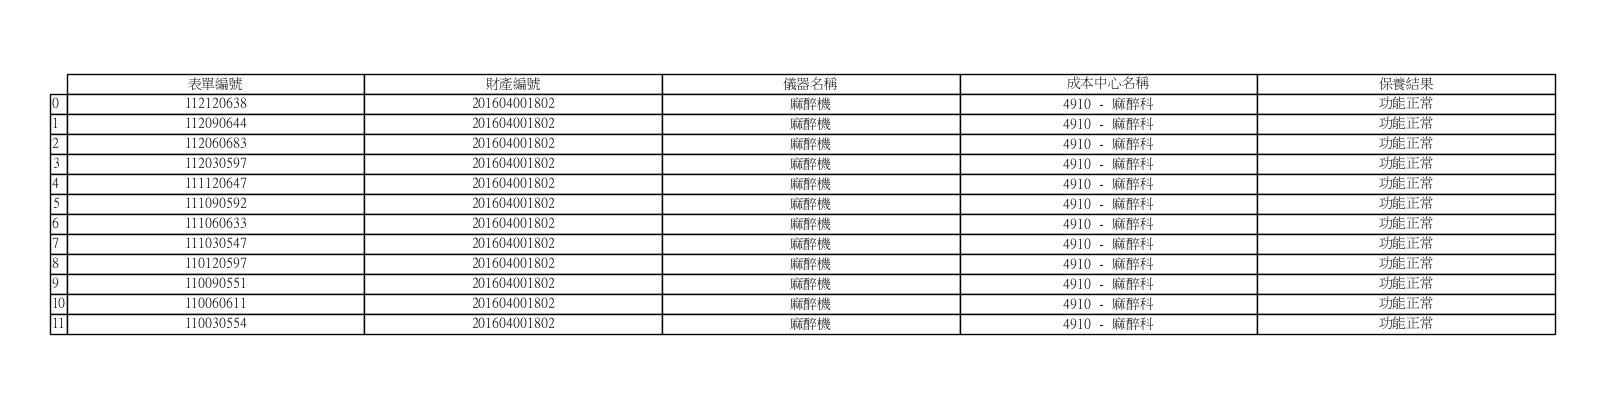 表單編號 財產編號 儀器名稱 成本中心名稱 保養結果
0 112120638 201604001802 麻醉機 4910 - 麻醉科 功能正常
1 112090644 201604001802 麻醉機 4910 - 麻醉科 功能正常
2 112060683 201604001802 麻醉機 4910 - 麻醉科 功能正常
3 112030597 201604001802 麻醉機 4910 - 麻醉科 功能正常
4 111120647 201604001802 麻醉機 4910 - 麻醉科 功能正常
5 111090592 201604001802 麻醉機 4910 - 麻醉科 功能正常
6 111060633 201604001802 麻醉機 4910 - 麻醉科 功能正常
7 111030547 201604001802 麻醉機 4910 - 麻醉科 功能正常
8 110120597 201604001802 麻醉機 4910 - 麻醉科 功能正常
9 110090551 201604001802 麻醉機 4910 - 麻醉科 功能正常
10 110060611 201604001802 麻醉機 4910 - 麻醉科 功能正常
11 110030554 201604001802 麻醉機 4910 - 麻醉科 功能正常